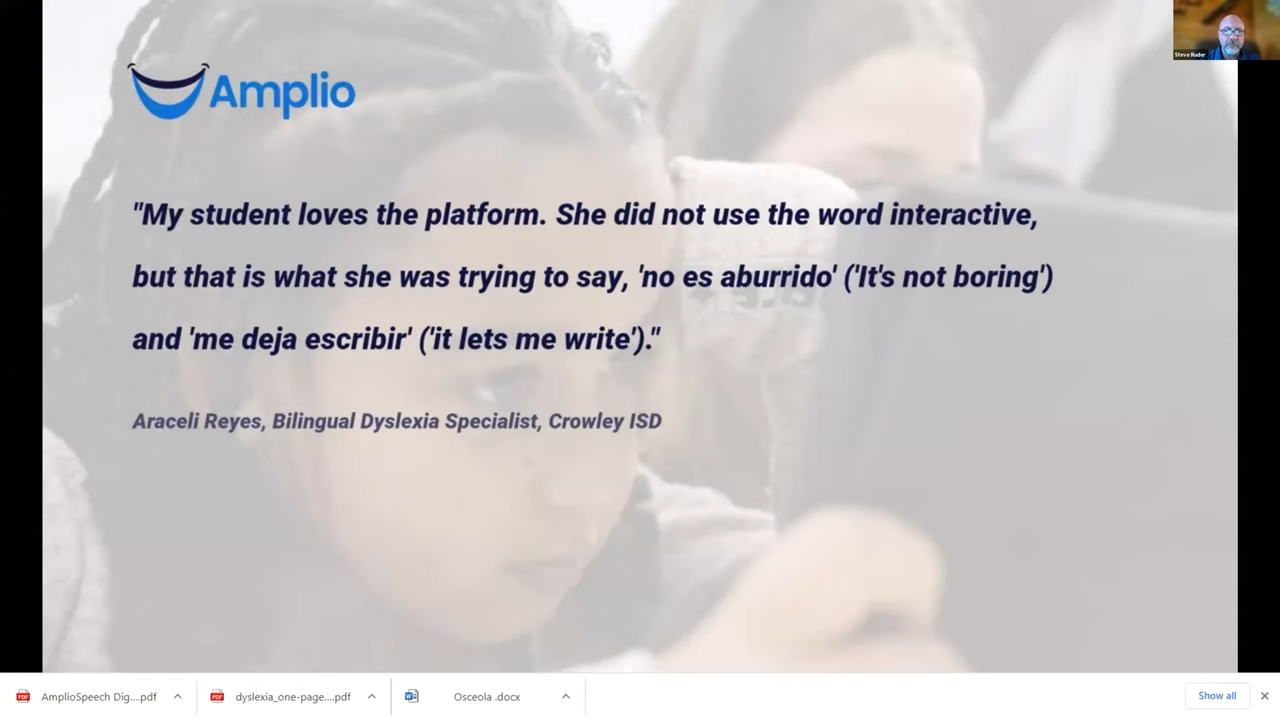 Steve Ruder
Amplio
"My student loves the platform. She did not use the word interactive,
but that is what she was trying to say, 'no es aburrido' ('It's not boring')
and 'me deja escribir' ('it lets me write')."
Araceli Reyes, Bilingual Dyslexia Specialist, Crowley ISD
AmplioSpeech Dig....pdf
dyslexia_one-page....pdf
Osceola .docx
Show all